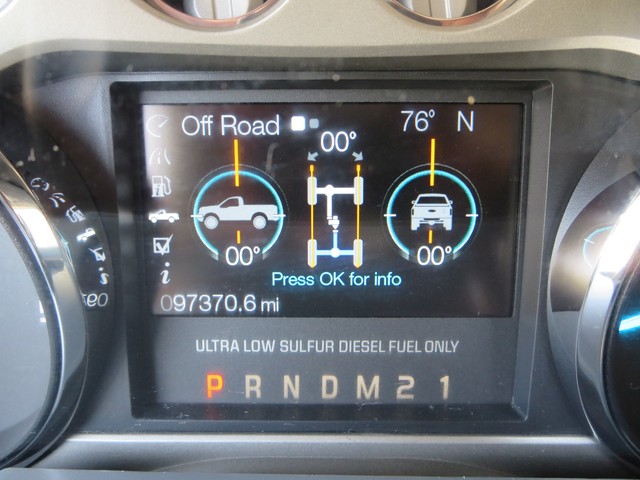 Off Road 76° N
00°
00° 00°
Press OK for info
097370.6 mi
ULTRA LOW SULFUR DIESEL FUEL ONLY
P R N D M 2 1